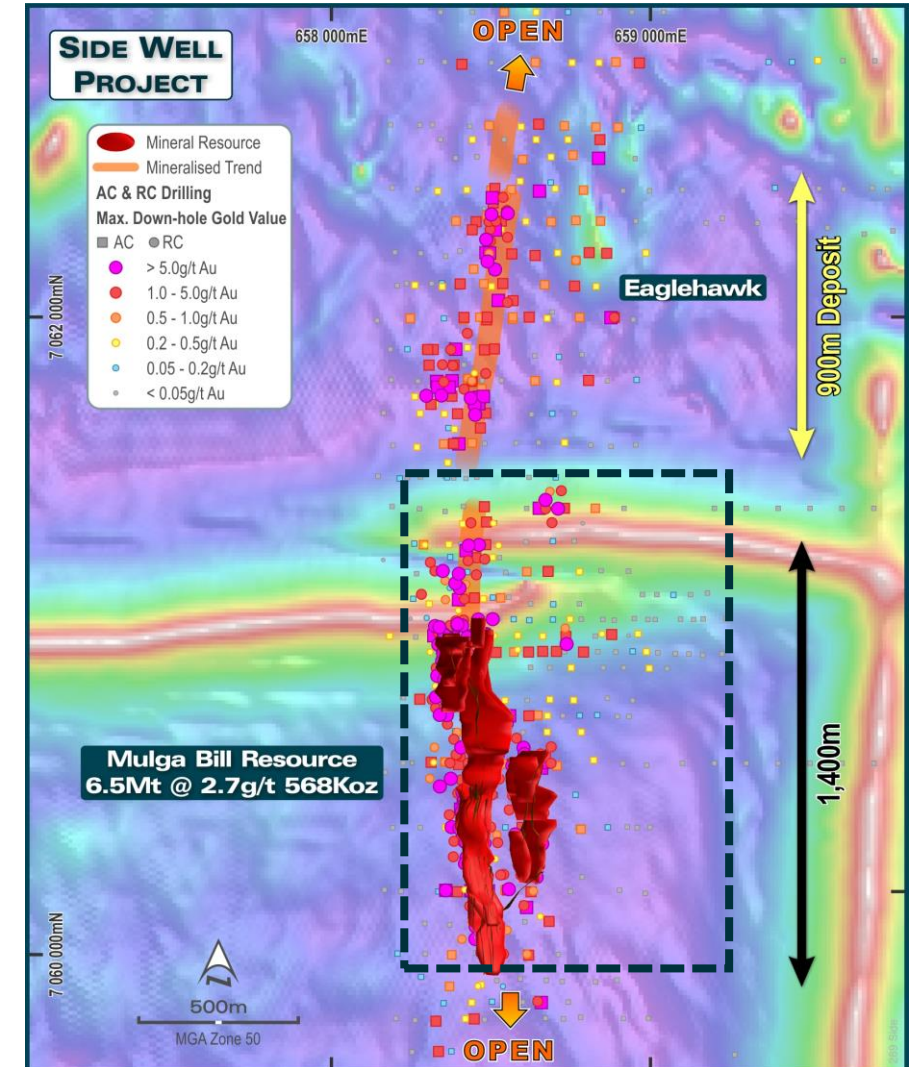 SIDE WELL
PROJECT
658 000mE
OPEN
659 000mE
Mineral Resource
Mineralised Trend
AC & RC Drilling
Max. Down-hole Gold Value
AC RC
> 5.0g/t Au
1.0 - 5.0g/t Au
0.5 - 1.0g/t Au
0.2 - 0.5g/t Au
0.05 - 0.2g/t Au
< 0.05g/t Au
7 062 000mN
Eaglehawk
900m Deposit
Mulga Bill Resource
6.5Mt @ 2.7g/t 568Koz
1,400m
7 060 000mN
N
500m
MGA Zone 50
OPEN